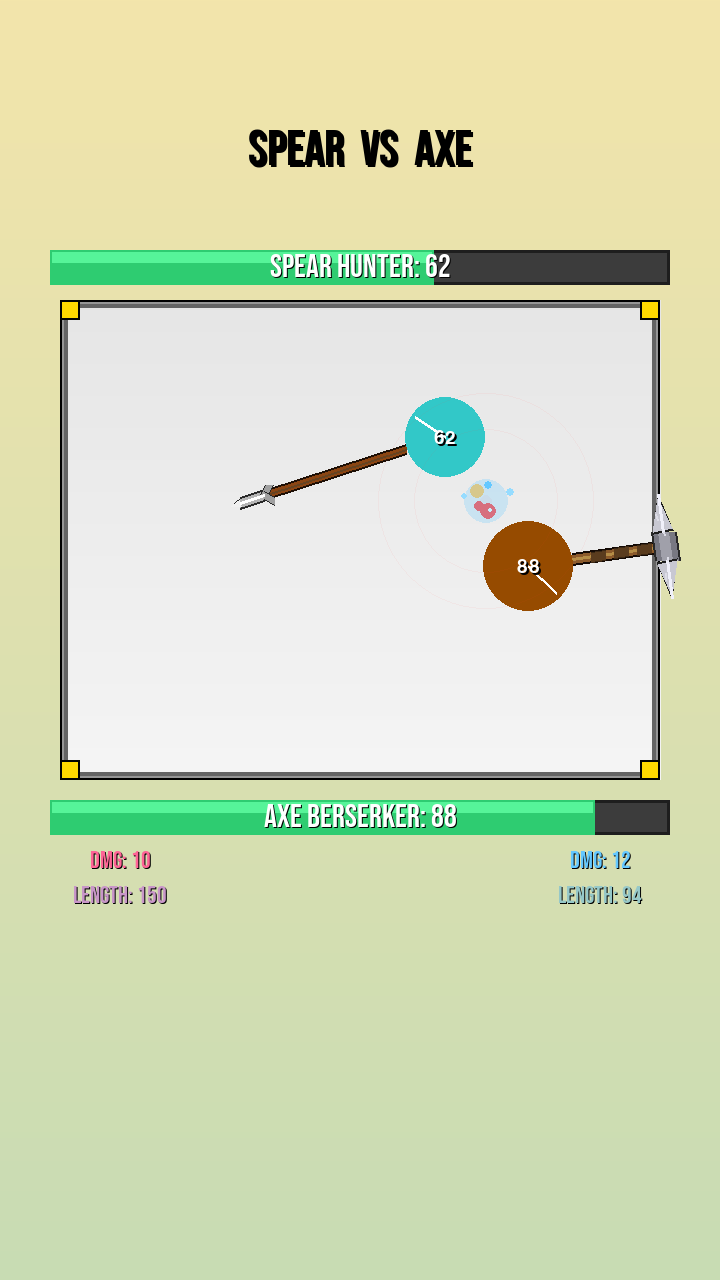 SPEAR VS AXE
SPEAR HUNTER: 62
62
88
AXE BERSERKER: 88
DMG: 10
DMG: 12
LENGTH: 150
LENGTH: 94